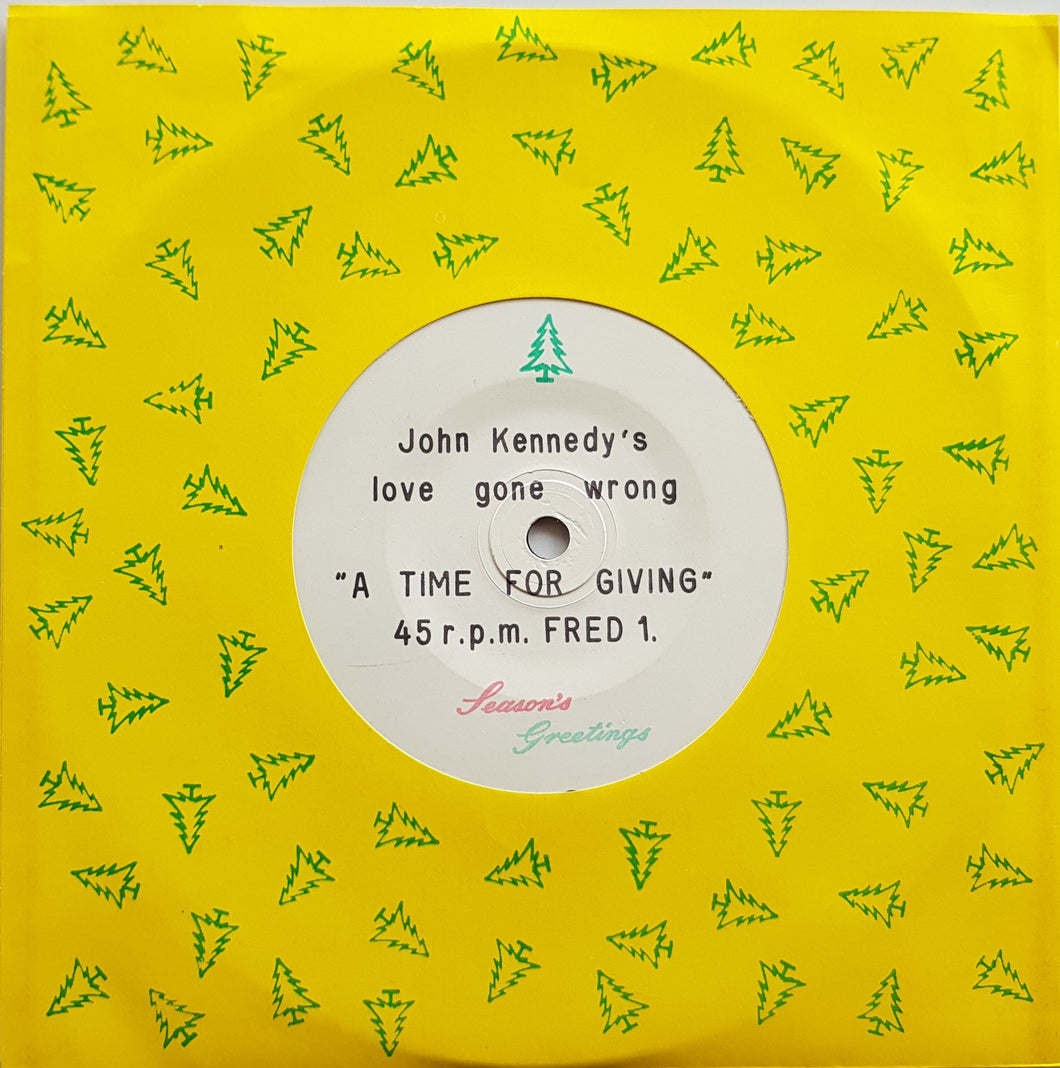 John Kennedy's
love gone wrong
"A TIME FOR GIVING"
45 r.p.m. FRED 1.
Season's
Greetings